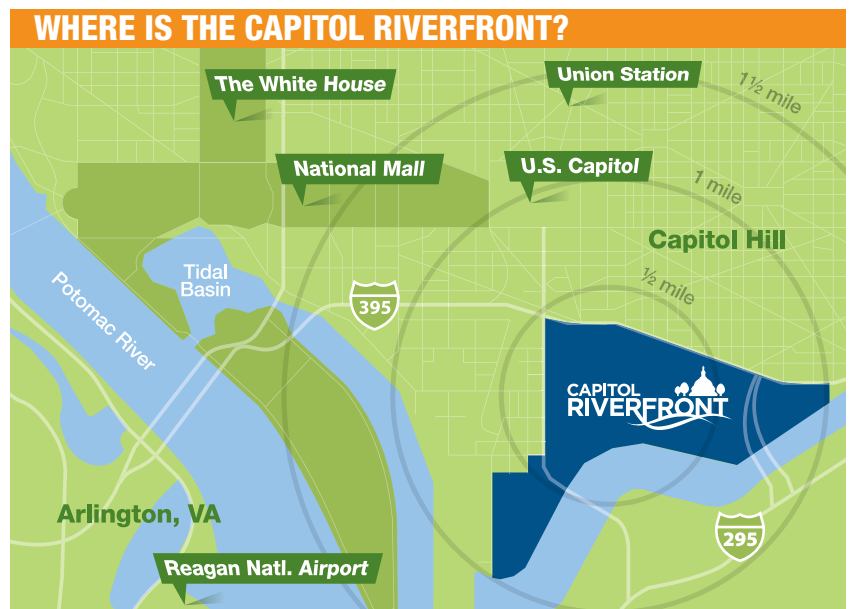 WHERE IS THE CAPITOL RIVERFRONT?
The White House
Union Station
1½ mile
National Mall
U.S. Capitol
1 mile
Capitol Hill
Tidal
Basin
½ mile
Potomac River
395
CAPITOL
RIVERFRONT
Arlington, VA
295
Reagan Natl. Airport